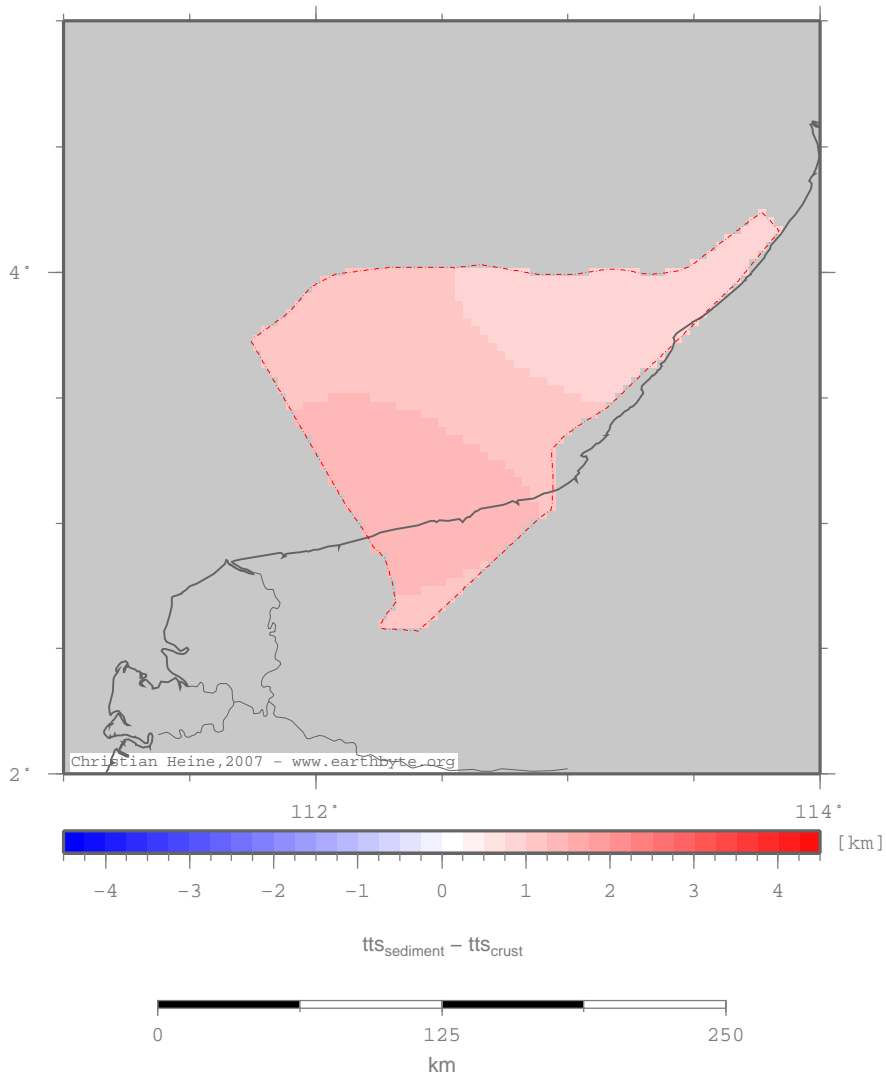 4°
2°
Christian Heine,2007 – www.earthbyte.org
112° 114°
[km]
−4 −3 −2 −1 0 1 2 3 4
tts_sediment – tts_crust
0 125 250
km